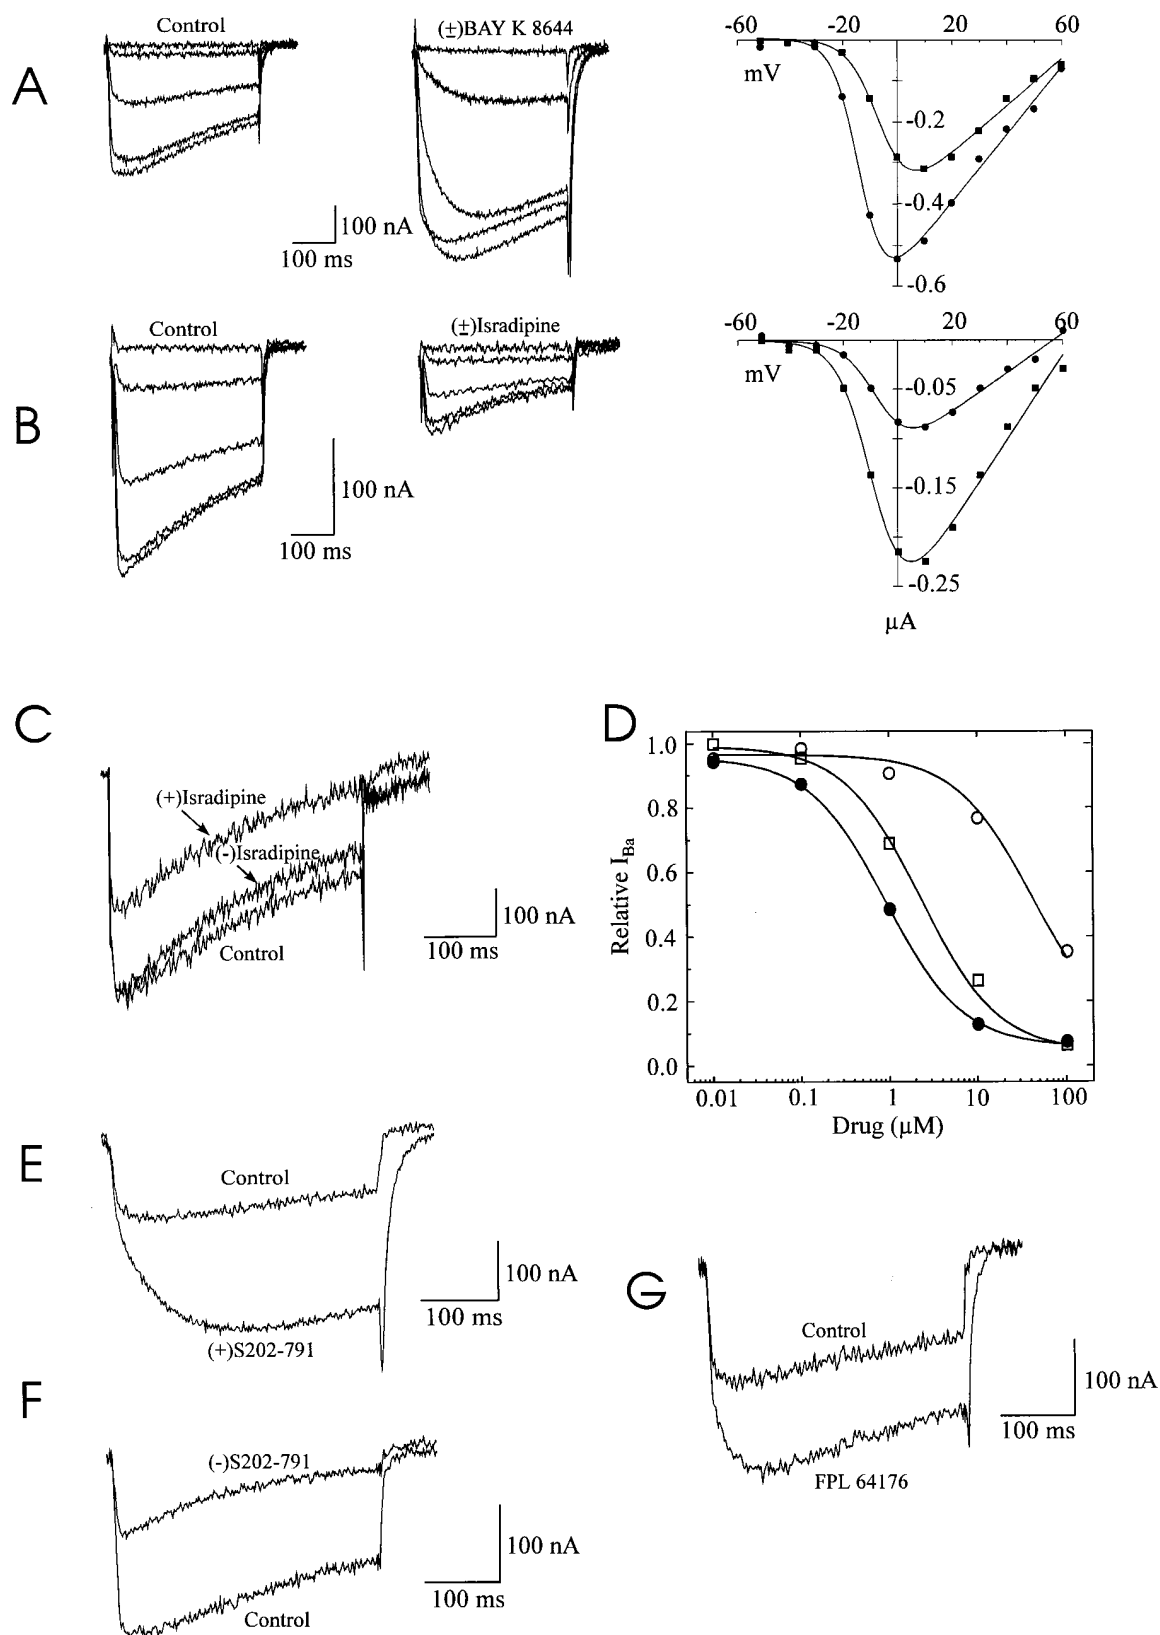 A
Control
(±)BAY K 8644
100 nA
100 ms
-60 -20 20 60
mV
-0.2
-0.4
-0.6
B
Control
(±)Isradipine
100 nA
100 ms
-60 -20 20 60
mV
-0.05
-0.15
-0.25
µA
C
(+)Isradipine
(-)Isradipine
Control
100 nA
100 ms
D
1.0
0.8
0.6
0.4
0.2
0.0
Relative I_Ba
0.01 0.1 1 10 100
Drug (µM)
E
Control
(+)S202-791
100 nA
100 ms
F
(-)S202-791
Control
100 nA
100 ms
G
Control
FPL 64176
100 nA
100 ms